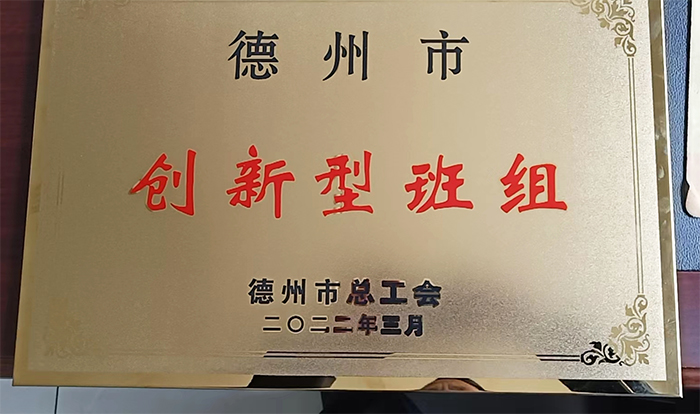 德州市
创新型班组
德州市总工会
二〇二二年三月